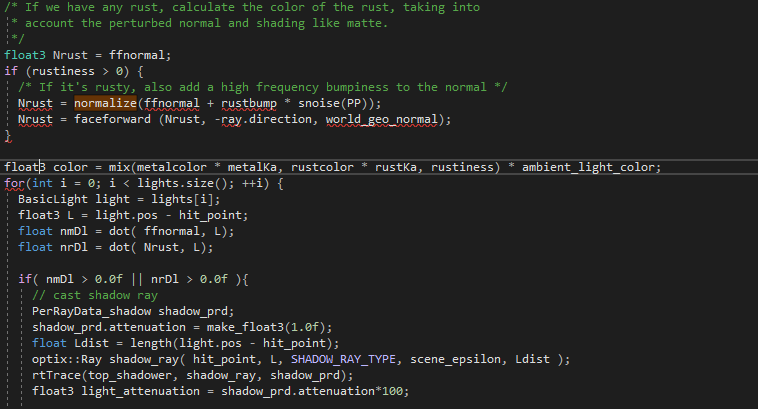 /* If we have any rust, calculate the color of the rust, taking into
* account the perturbed normal and shading like matte.
*/
float3 Nrust = ffnormal;
if (rustiness > 0) {
/* If it's rusty, also add a high frequency bumpiness to the normal */
Nrust = normalize(ffnormal + rustbump * snoise(PP));
Nrust = faceforward (Nrust, -ray.direction, world_geo_normal);
}
float3 color = mix(metalcolor * metalKa, rustcolor * rustKa, rustiness) * ambient_light_color;
for(int i = 0; i < lights.size(); ++i) {
BasicLight light = lights[i];
float3 L = light.pos - hit_point;
float nmDl = dot( ffnormal, L);
float nrDl = dot( Nrust, L);
if( nmDl > 0.0f || nrDl > 0.0f ){
// cast shadow ray
PerRayData_shadow shadow_prd;
shadow_prd.attenuation = make_float3(1.0f);
float Ldist = length(light.pos - hit_point);
optix::Ray shadow_ray( hit_point, L, SHADOW_RAY_TYPE, scene_epsilon, Ldist );
rtTrace(top_shadower, shadow_ray, shadow_prd);
float3 light_attenuation = shadow_prd.attenuation*100;